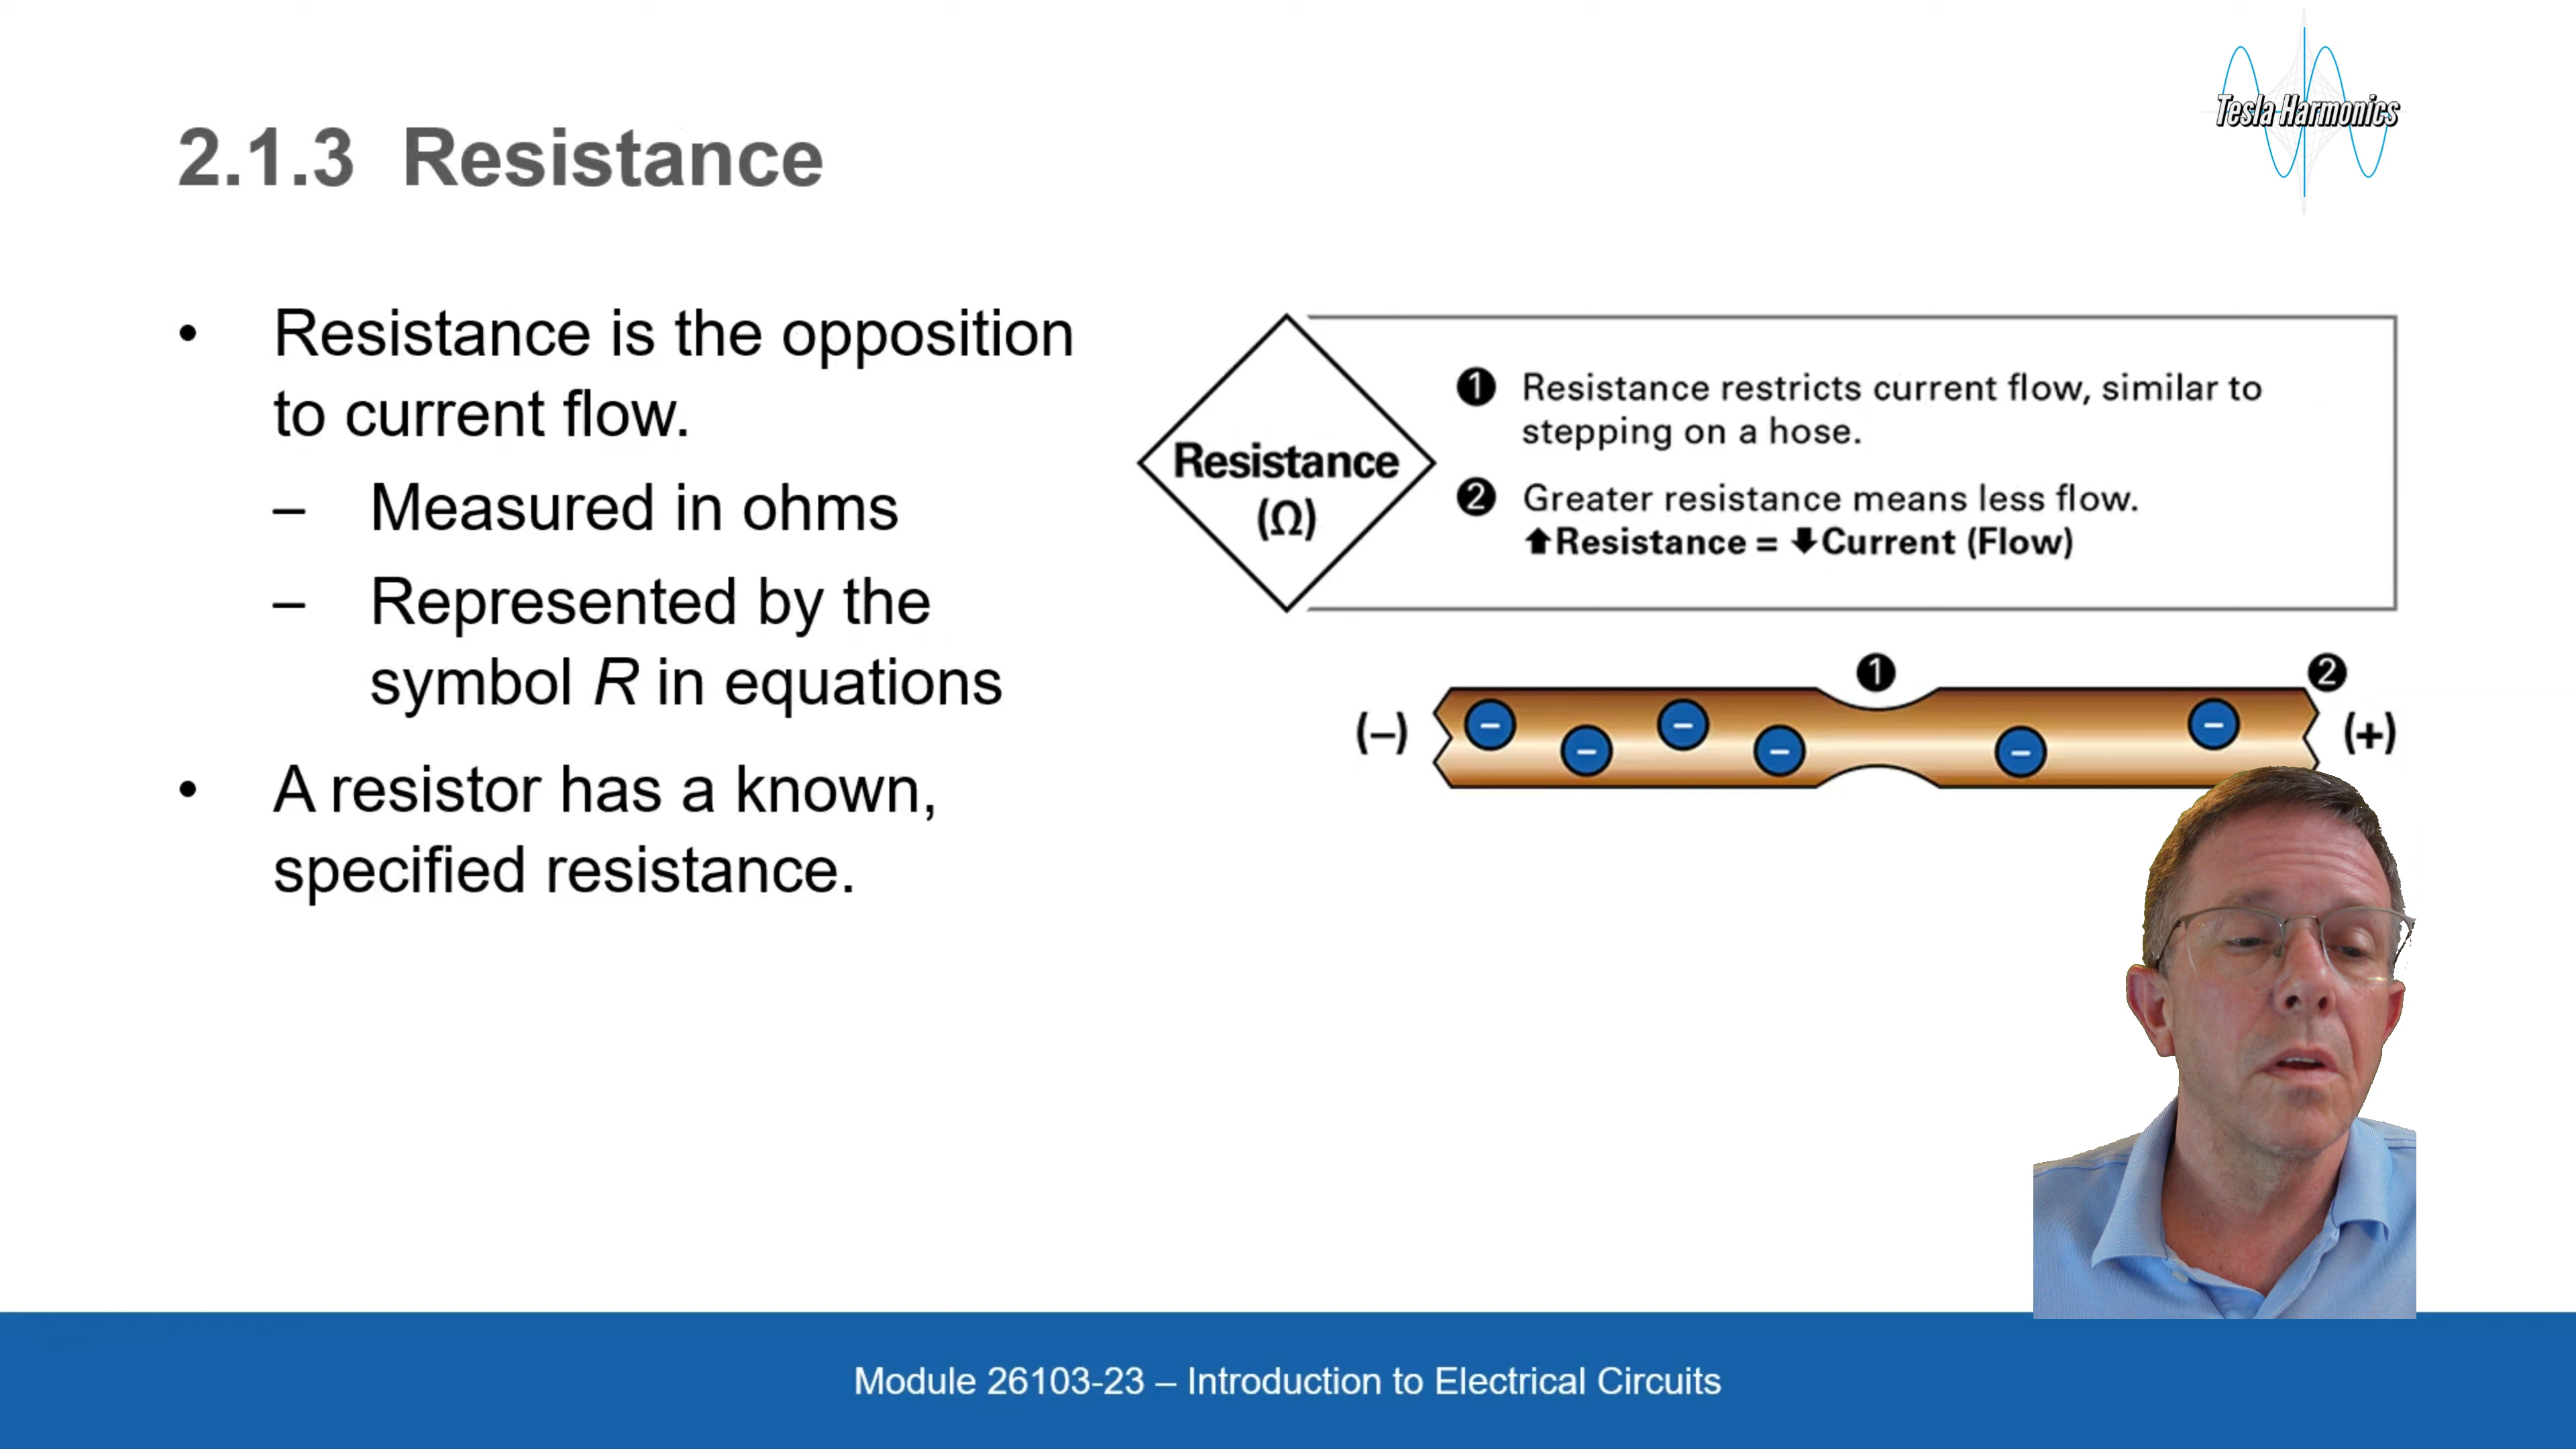 Tesla Harmonics
2.1.3 Resistance
• Resistance is the opposition
to current flow.
– Measured in ohms
– Represented by the
symbol R in equations
• A resistor has a known,
specified resistance.
Resistance
(Ω)
1 Resistance restricts current flow, similar to
stepping on a hose.
2 Greater resistance means less flow.
⬆Resistance = ⬇Current (Flow)
1
2
(–)
(+)
Module 26103-23 – Introduction to Electrical Circuits